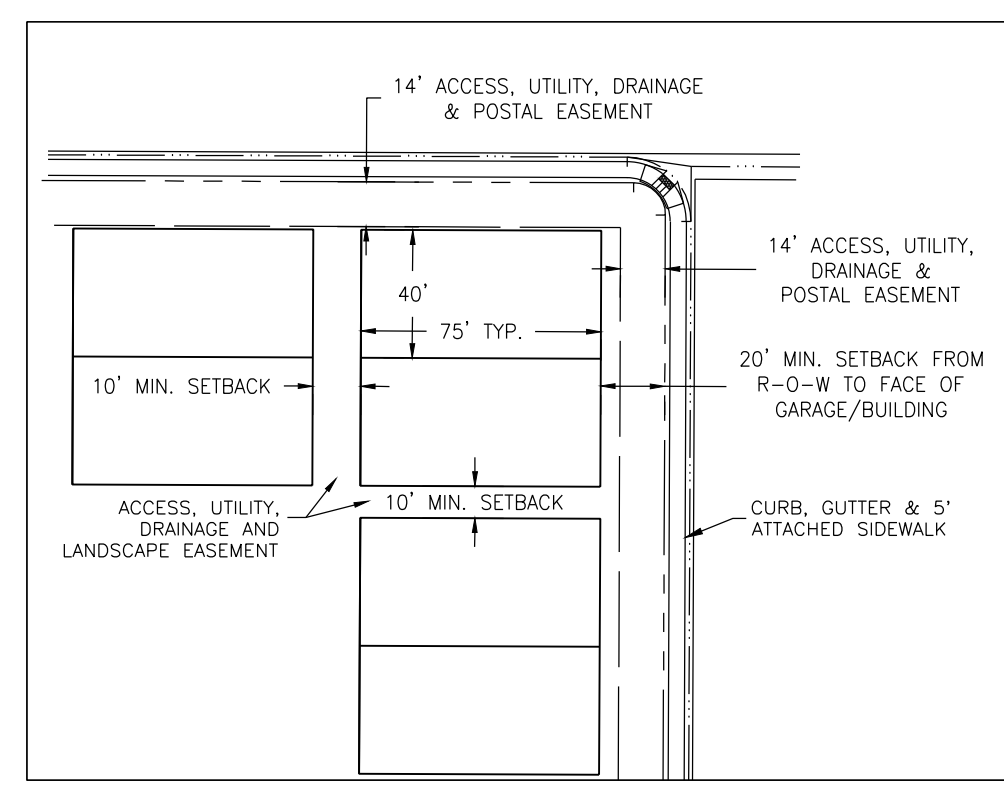 14' ACCESS, UTILITY, DRAINAGE
& POSTAL EASEMENT
14' ACCESS, UTILITY,
DRAINAGE &
POSTAL EASEMENT
40'
75' TYP.
10' MIN. SETBACK
20' MIN. SETBACK FROM
R-O-W TO FACE OF
GARAGE/BUILDING
10' MIN. SETBACK
ACCESS, UTILITY,
DRAINAGE AND
LANDSCAPE EASEMENT
CURB, GUTTER & 5'
ATTACHED SIDEWALK